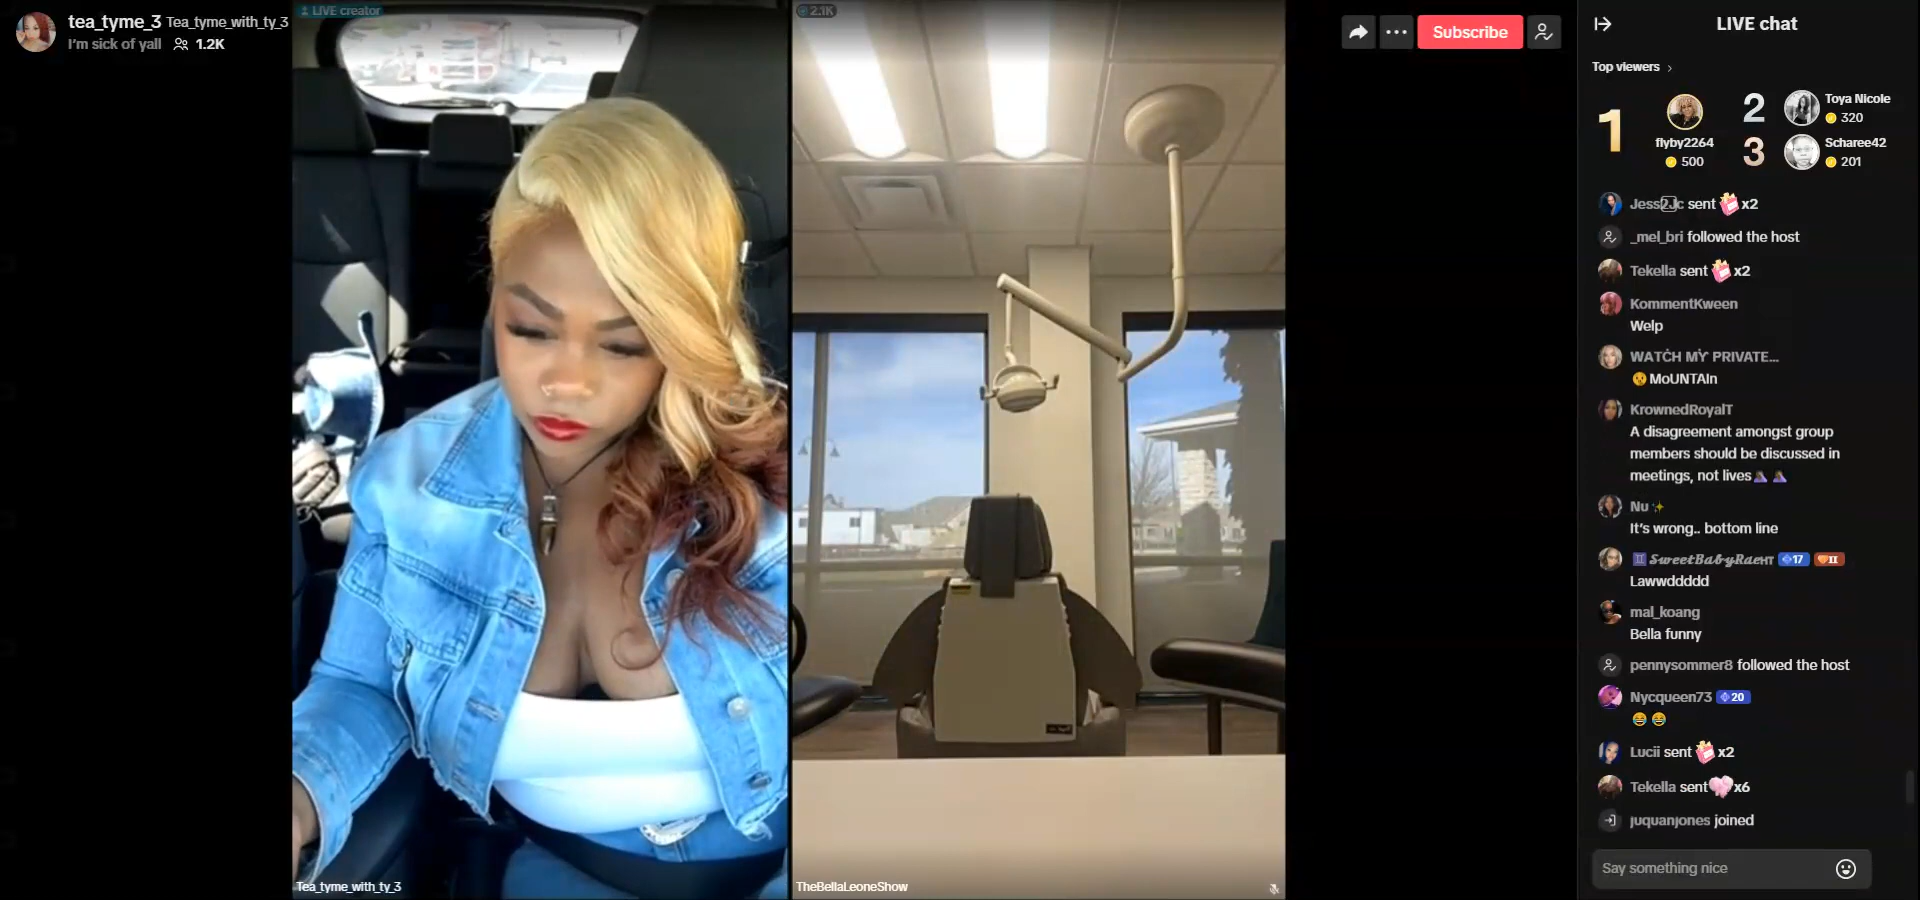 tea_tyme_3 Tea_tyme_with_ty_3
I'm sick of yall 1.2K
LIVE creator
2.1K
Subscribe
Tea_tyme_with_ty_3
TheBellaLeoneShow
LIVE chat
Top viewers
1
flyby2264
500
2
Toya Nicole
320
3
Scharee42
201
sent x2
_mel_bri followed the host
Tekella sent x2
KommentKween
Welp
WATCH MY PRIVATE...
🤫MoUNTAIn
KrownedRoyalT
A disagreement amongst group
members should be discussed in
meetings, not lives
Nu✨
It's wrong.. bottom line
♊ 𝓢𝔀𝓮𝓮𝓽𝓑𝓪𝓫𝔂𝓡𝓪𝓮ʜᴛ 17 II
Lawwddddd
mal_koang
Bella funny
pennysommer8 followed the host
Nycqueen73 20
😂 😂
Lucii sent x2
Tekella sent x6
juquanjones joined
Say something nice